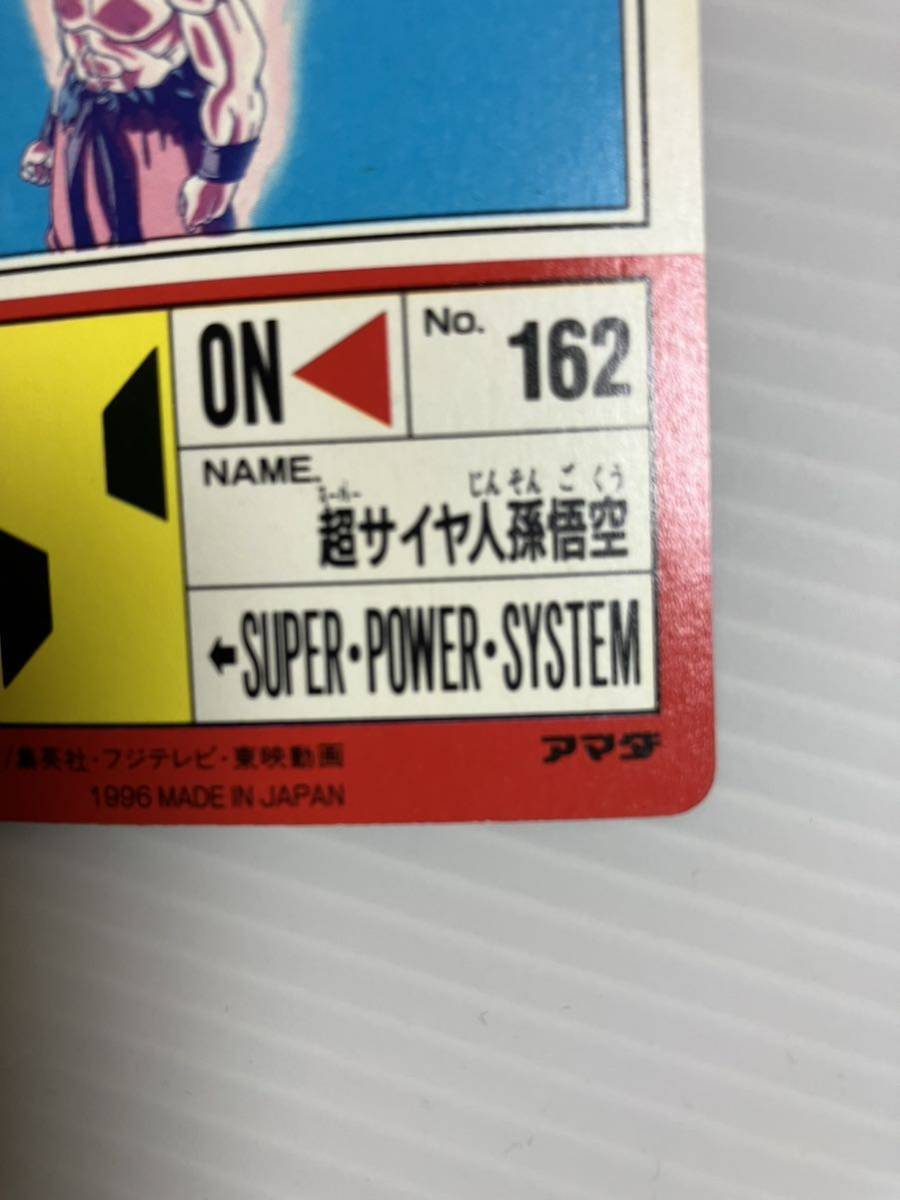 ON
No. 162
NAME.
スーパー じんそんごくう
超サイヤ人孫悟空
←SUPER・POWER・SYSTEM
/集英社・フジテレビ・東映動画
アマダ
1996 MADE IN JAPAN